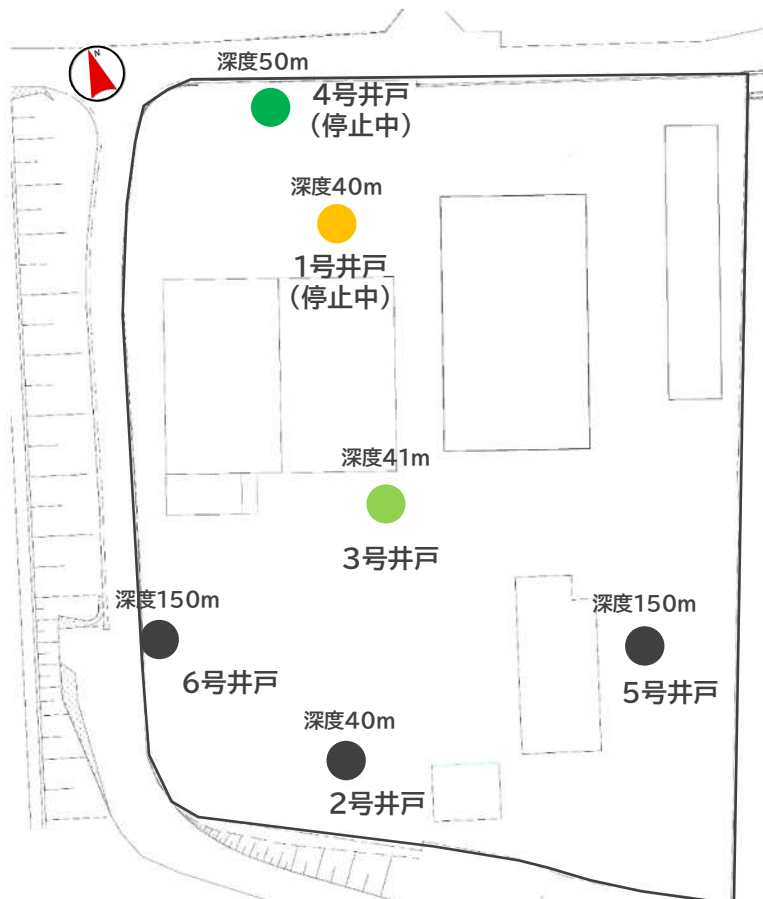 N
深度50m
4号井戸
（停止中）
深度40m
1号井戸
（停止中）
深度41m
3号井戸
深度150m
6号井戸
深度150m
5号井戸
深度40m
2号井戸